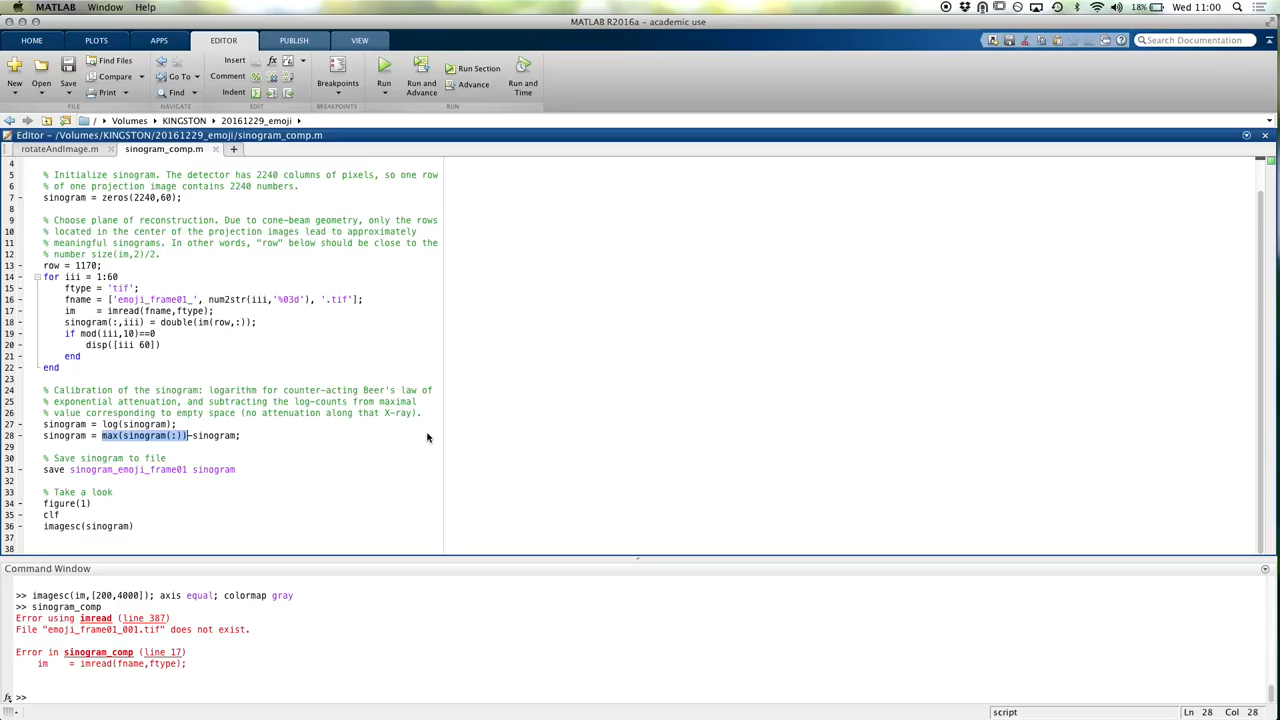 MATLAB Window Help
18% Wed 11:00
MATLAB R2016a - academic use
HOME PLOTS APPS EDITOR PUBLISH VIEW
Search Documentation
New Open Save Find Files Compare Print
Go To Find
Insert Comment Indent
Breakpoints
Run Run and Advance Run Section Advance Run and Time
FILE NAVIGATE EDIT BREAKPOINTS RUN
/ Volumes KINGSTON 20161229_emoji
Editor - /Volumes/KINGSTON/20161229_emoji/sinogram_comp.m
rotateAndImage.m sinogram_comp.m
4
5 % Initialize sinogram. The detector has 2240 columns of pixels, so one row
6 % of one projection image contains 2240 numbers.
7 sinogram = zeros(2240,60);
8
9 % Choose plane of reconstruction. Due to cone-beam geometry, only the rows
10 % located in the center of the projection images lead to approximately
11 % meaningful sinograms. In other words, "row" below should be close to the
12 % number size(im,2)/2.
13 row = 1170;
14 for iii = 1:60
15 ftype = 'tif';
16 fname = ['emoji_frame01_', num2str(iii,'%03d'), '.tif'];
17 im = imread(fname,ftype);
18 sinogram(:,iii) = double(im(row,:));
19 if mod(iii,10)==0
20 disp([iii 60])
21 end
22 end
23
24 % Calibration of the sinogram: logarithm for counter-acting Beer's law of
25 % exponential attenuation, and subtracting the log-counts from maximal
26 % value corresponding to empty space (no attenuation along that X-ray).
27 sinogram = log(sinogram);
28 sinogram = max(sinogram(:))-sinogram;
29
30 % Save sinogram to file
31 save sinogram_emoji_frame01 sinogram
32
33 % Take a look
34 figure(1)
35 clf
36 imagesc(sinogram)
37
38
Command Window
>> imagesc(im,[200,4000]); axis equal; colormap gray
>> sinogram_comp
Error using imread (line 387)
File "emoji_frame01_001.tif" does not exist.
Error in sinogram_comp (line 17)
im = imread(fname,ftype);
fx >>
script Ln 28 Col 28